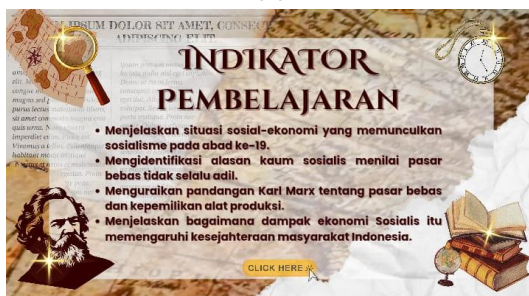 IPSUM DOLOR SIT AMET, CONSECT
ADIPISCING ELIT
INDIKATOR
PEMBELAJARAN
• Menjelaskan situasi sosial-ekonomi yang memunculkan
sosialisme pada abad ke-19.
• Mengidentifikasi alasan kaum sosialis menilai pasar
bebas tidak selalu adil.
• Menguraikan pandangan Karl Marx tentang pasar bebas
dan kepemilikan alat produksi.
• Menjelaskan bagaimana dampak ekonomi Sosialis itu
memengaruhi kesejahteraan masyarakat Indonesia.
CLICK HERE